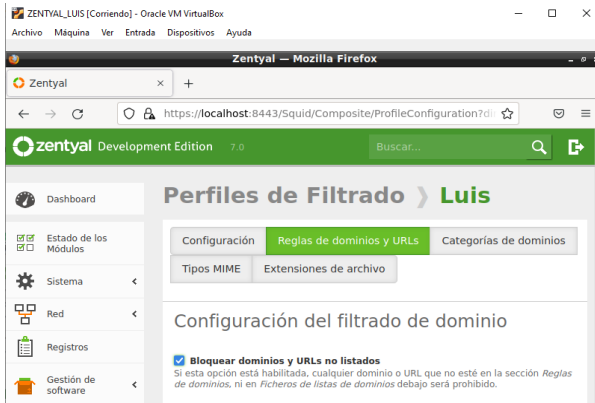 ZENTYAL_LUIS [Corriendo] - Oracle VM VirtualBox
Archivo Máquina Ver Entrada Dispositivos Ayuda
Zentyal — Mozilla Firefox
Zentyal
https://localhost:8443/Squid/Composite/ProfileConfiguration?di
zentyal Development Edition 7.0
Buscar...
Dashboard
Estado de los
Módulos
Sistema
Red
Registros
Gestión de
software
Perfiles de Filtrado Luis
Configuración Reglas de dominios y URLs Categorías de dominios
Tipos MIME Extensiones de archivo
Configuración del filtrado de dominio
Bloquear dominios y URLs no listados
Si esta opción está habilitada, cualquier dominio o URL que no esté en la sección Reglas
de dominios, ni en Ficheros de listas de dominios debajo será prohibido.